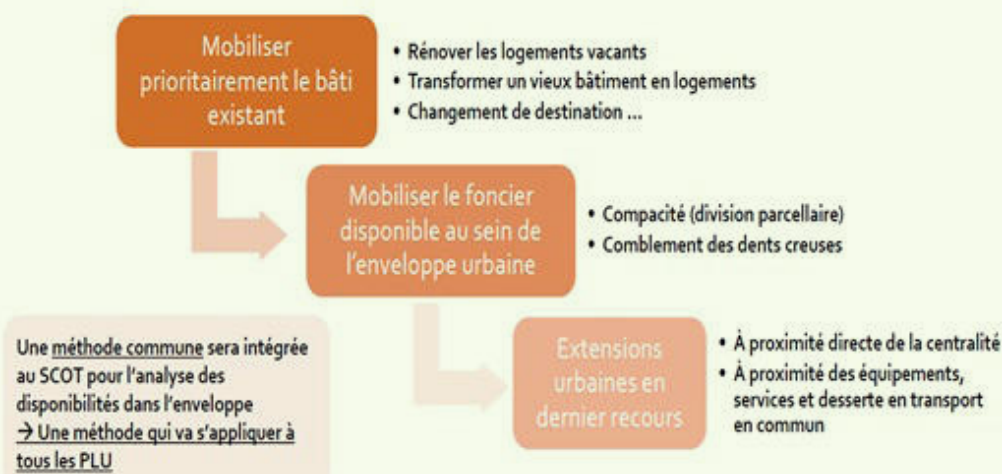 Mobiliser
prioritairement le bâti
existant
• Rénover les logements vacants
• Transformer un vieux bâtiment en logements
• Changement de destination ...
Mobiliser le foncier
disponible au sein de
l'enveloppe urbaine
• Compacité (division parcellaire)
• Comblement des dents creuses
Extensions
urbaines en
dernier recours
• À proximité directe de la centralité
• À proximité des équipements,
services et desserte en transport
en commun
Une méthode commune sera intégrée
au SCOT pour l'analyse des
disponibilités dans l'enveloppe
→ Une méthode qui va s'appliquer à
tous les PLU